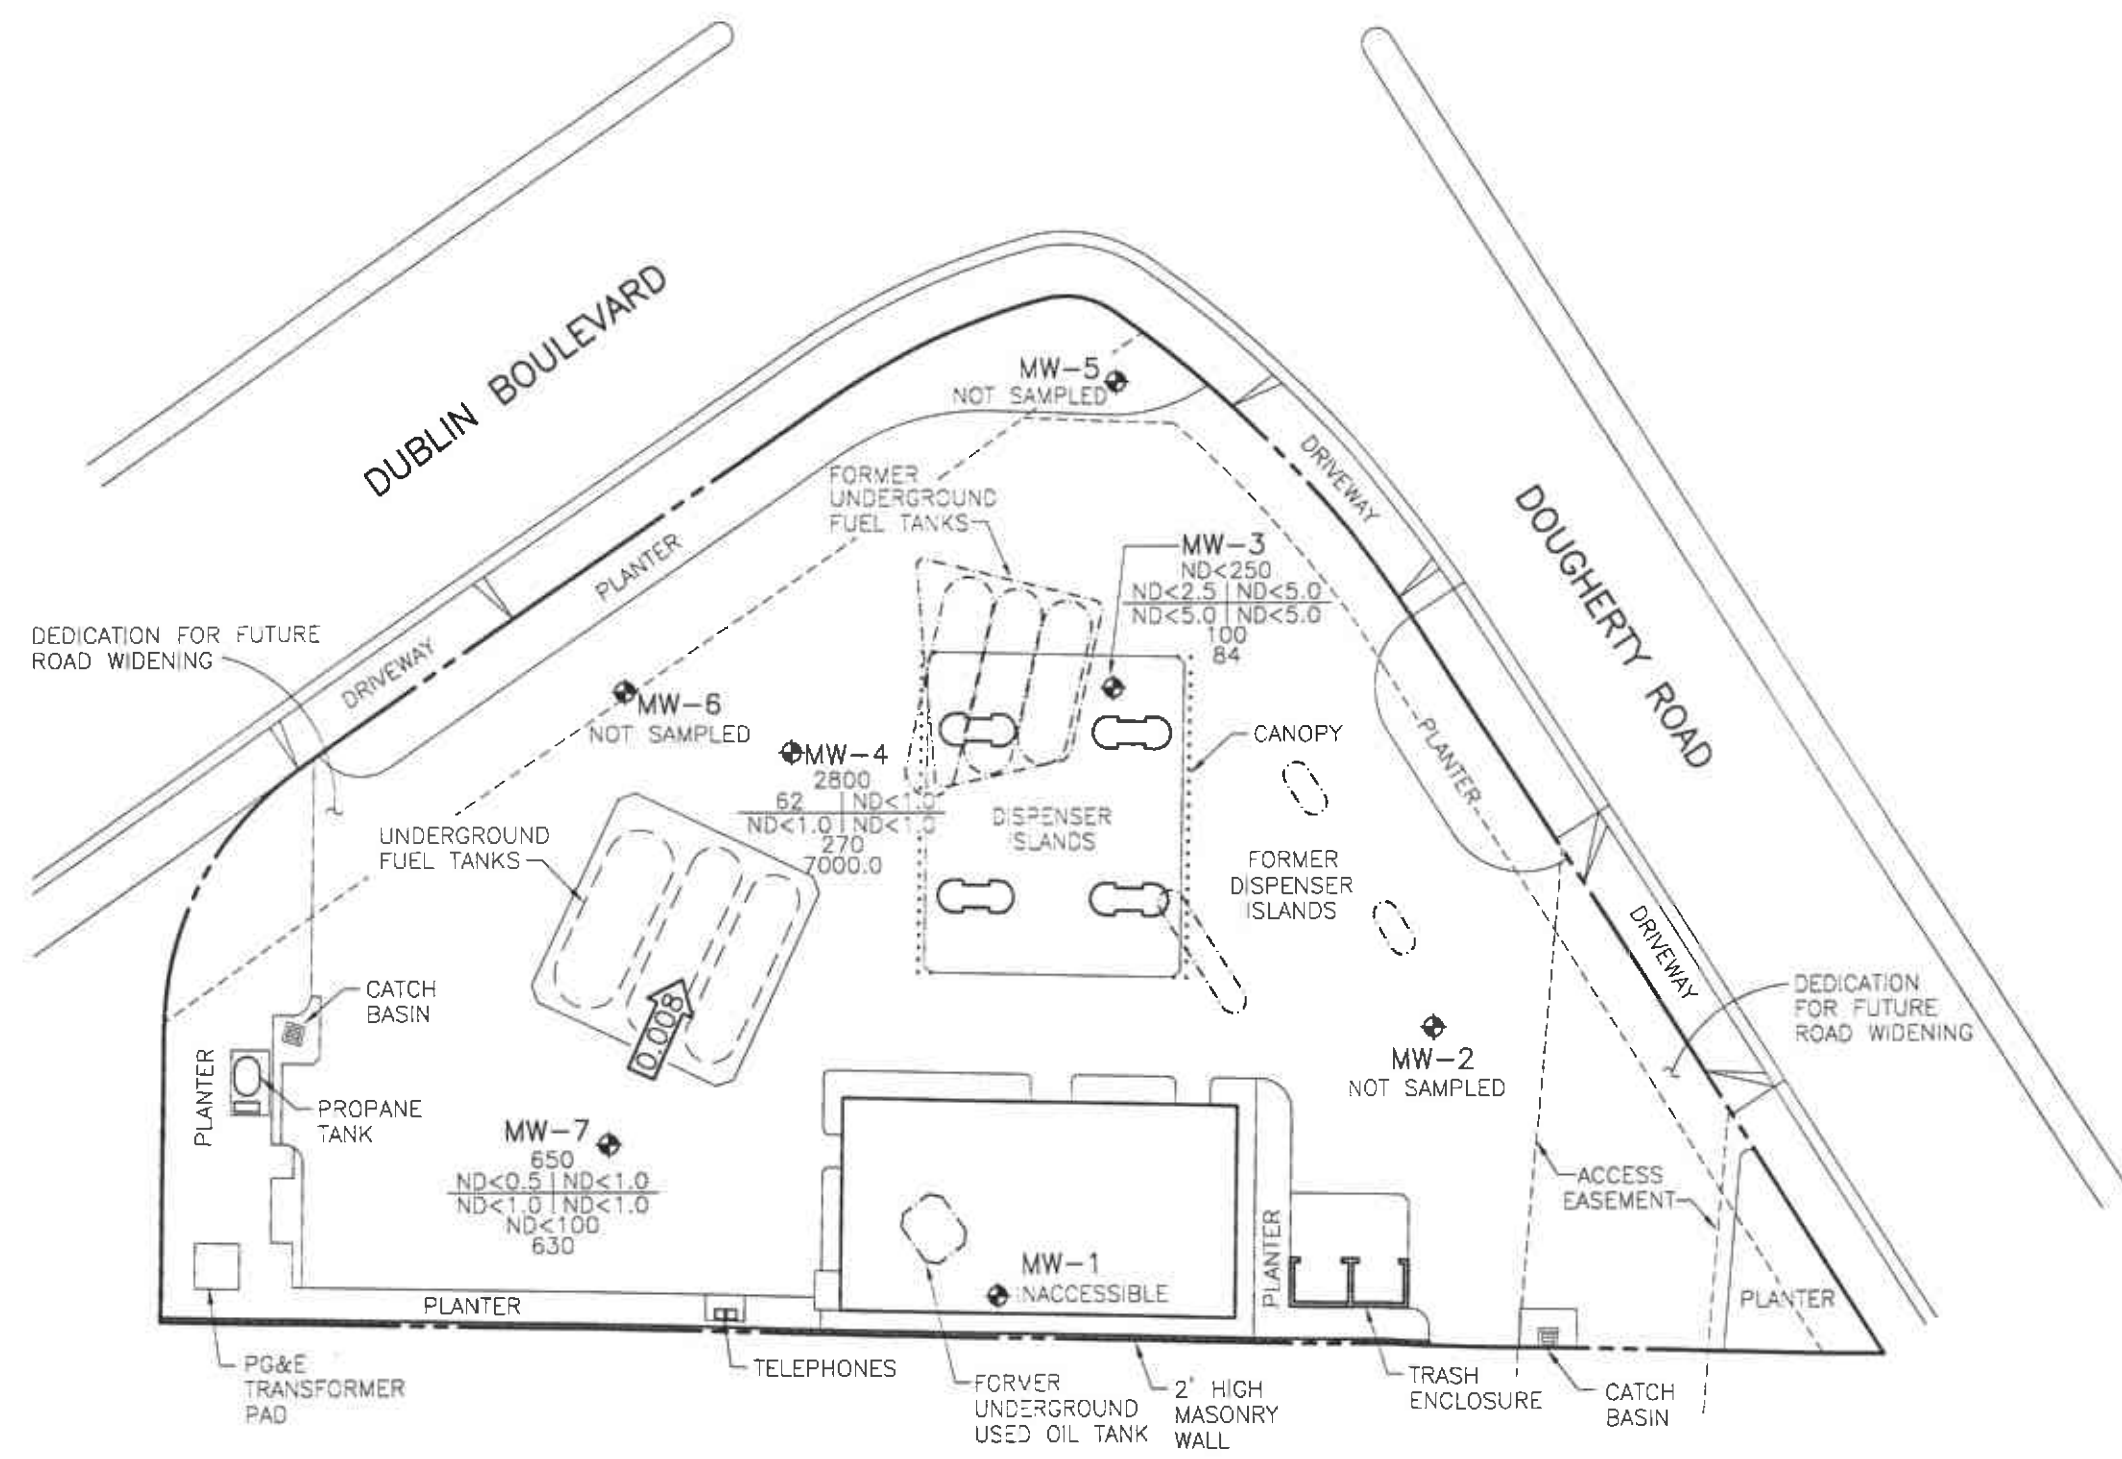 DUBLIN BOULEVARD
DOUGHERTY ROAD
MW-5
NOT SAMPLED
DRIVEWAY
FORMER
UNDERGROUND
FUEL TANKS
PLANTER
MW-3
ND<250
ND<2.5 | ND<5.0
ND<5.0 | ND<5.0
100
84
DEDICATION FOR FUTURE
ROAD WIDENING
DRIVEWAY
MW-6
NOT SAMPLED
MW-4
2800
62 | ND<1.0
ND<1.0 | ND<1.0
270
7000.0
CANOPY
PLANTER
DISPENSER
ISLANDS
UNDERGROUND
FUEL TANKS
FORMER
DISPENSER
ISLANDS
DRIVEWAY
CATCH
BASIN
0.008
DEDICATION
FOR FUTURE
ROAD WIDENING
MW-2
NOT SAMPLED
PLANTER
PROPANE
TANK
MW-7
650
ND<0.5 | ND<1.0
ND<1.0 | ND<1.0
ND<100
630
ACCESS
EASEMENT
PLANTER
MW-1
INACCESSIBLE
PLANTER
PLANTER
PG&E
TRANSFORMER
PAD
TELEPHONES
FORVER
UNDERGROUND
USED OIL TANK
2' HIGH
MASONRY
WALL
TRASH
ENCLOSURE
CATCH
BASIN